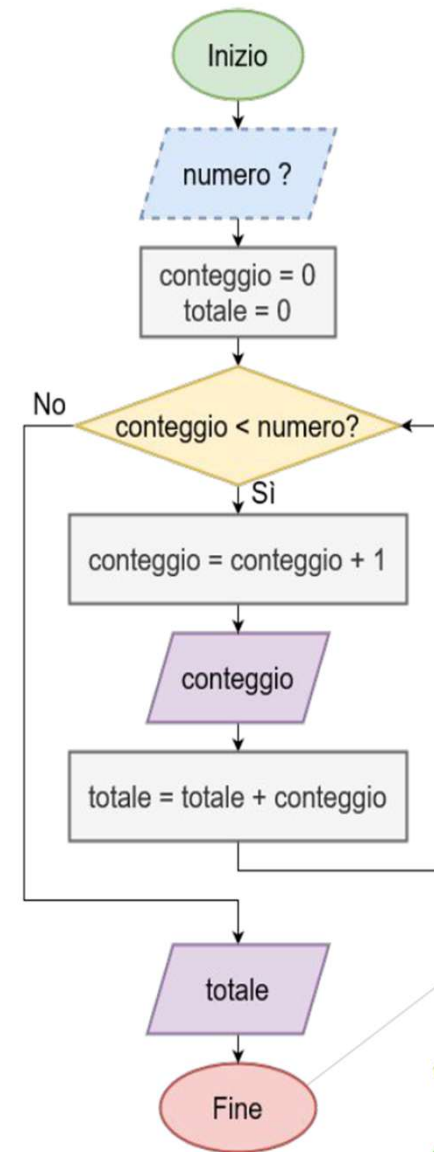 Inizio
numero ?
conteggio = 0
totale = 0
conteggio < numero?
No
Sì
conteggio = conteggio + 1
conteggio
totale = totale + conteggio
totale
Fine